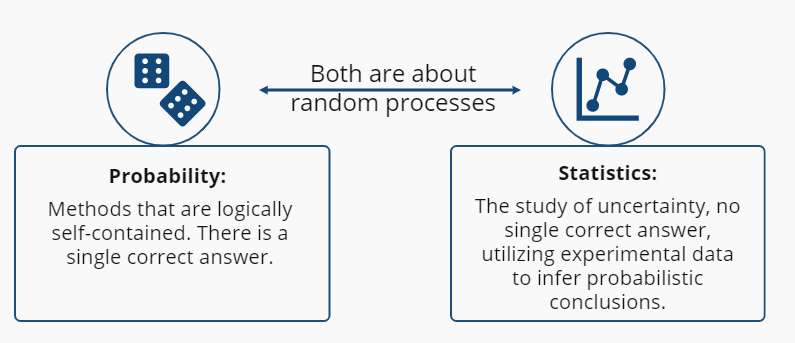 Both are about
random processes
Probability:
Methods that are logically
self-contained. There is a
single correct answer.
Statistics:
The study of uncertainty, no
single correct answer,
utilizing experimental data
to infer probabilistic
conclusions.